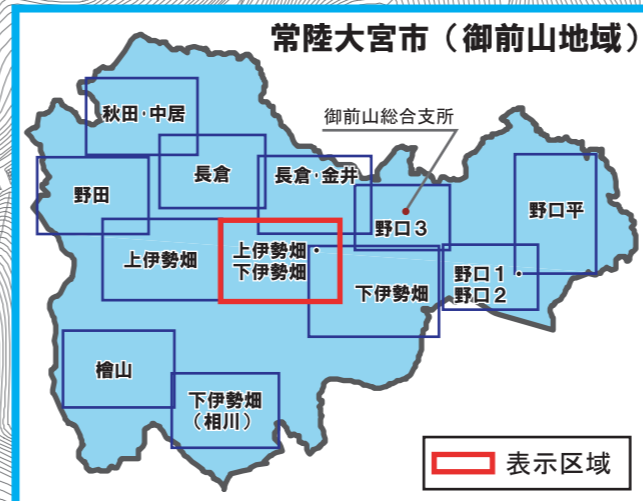 常陸大宮市（御前山地域）
秋田・中居
御前山総合支所
長倉
長倉・金井
野田
野口平
野口３
上伊勢畑
上伊勢畑・
下伊勢畑
下伊勢畑
野口１・
野口２
檜山
下伊勢畑
（相川）
表示区域